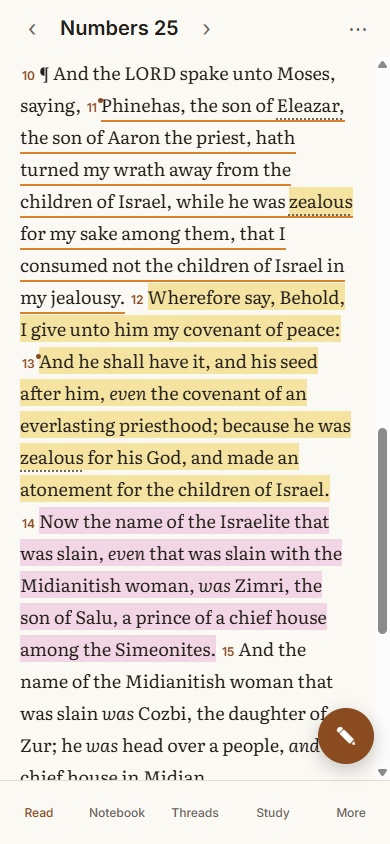 Numbers 25
10 ¶ And the LORD spake unto Moses,
saying, 11 Phinehas, the son of Eleazar,
the son of Aaron the priest, hath
turned my wrath away from the
children of Israel, while he was zealous
for my sake among them, that I
consumed not the children of Israel in
my jealousy. 12 Wherefore say, Behold,
I give unto him my covenant of peace:
13 And he shall have it, and his seed
after him, even the covenant of an
everlasting priesthood; because he was
zealous for his God, and made an
atonement for the children of Israel.
14 Now the name of the Israelite that
was slain, even that was slain with the
Midianitish woman, was Zimri, the
son of Salu, a prince of a chief house
among the Simeonites. 15 And the
name of the Midianitish woman that
was slain was Cozbi, the daughter of
Zur; he was head over a people, and
chief house in Midian.
Read Notebook Threads Study More